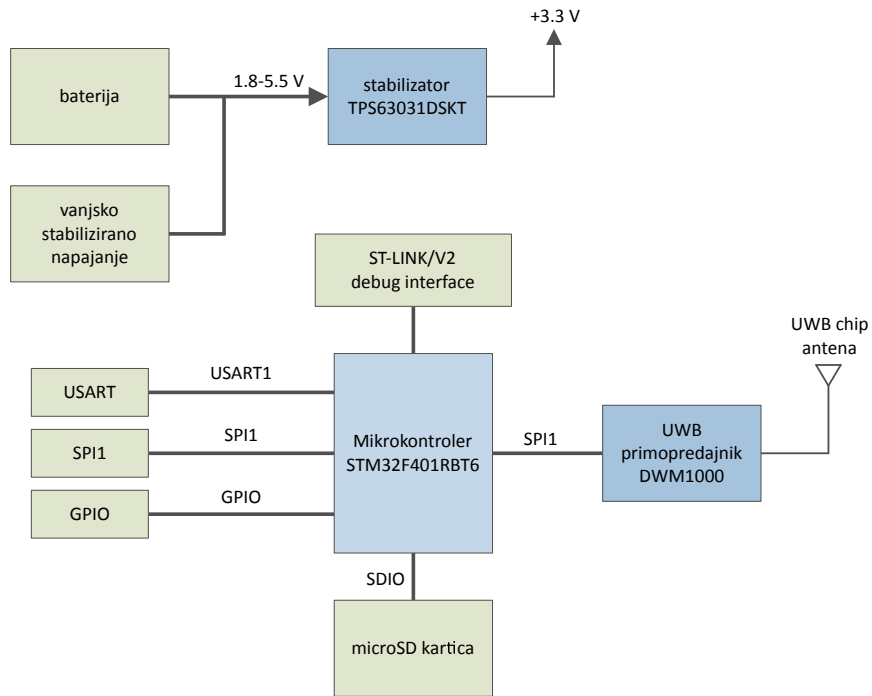 +3.3 V
baterija
1.8-5.5 V
stabilizator
TPS63031DSKT
vanjsko
stabilizirano
napajanje
ST-LINK/V2
debug interface
UWB chip
antena
USART
USART1
SPI1
SPI1
GPIO
GPIO
Mikrokontroler
STM32F401RBT6
SPI1
UWB
primopredajnik
DWM1000
SDIO
microSD kartica